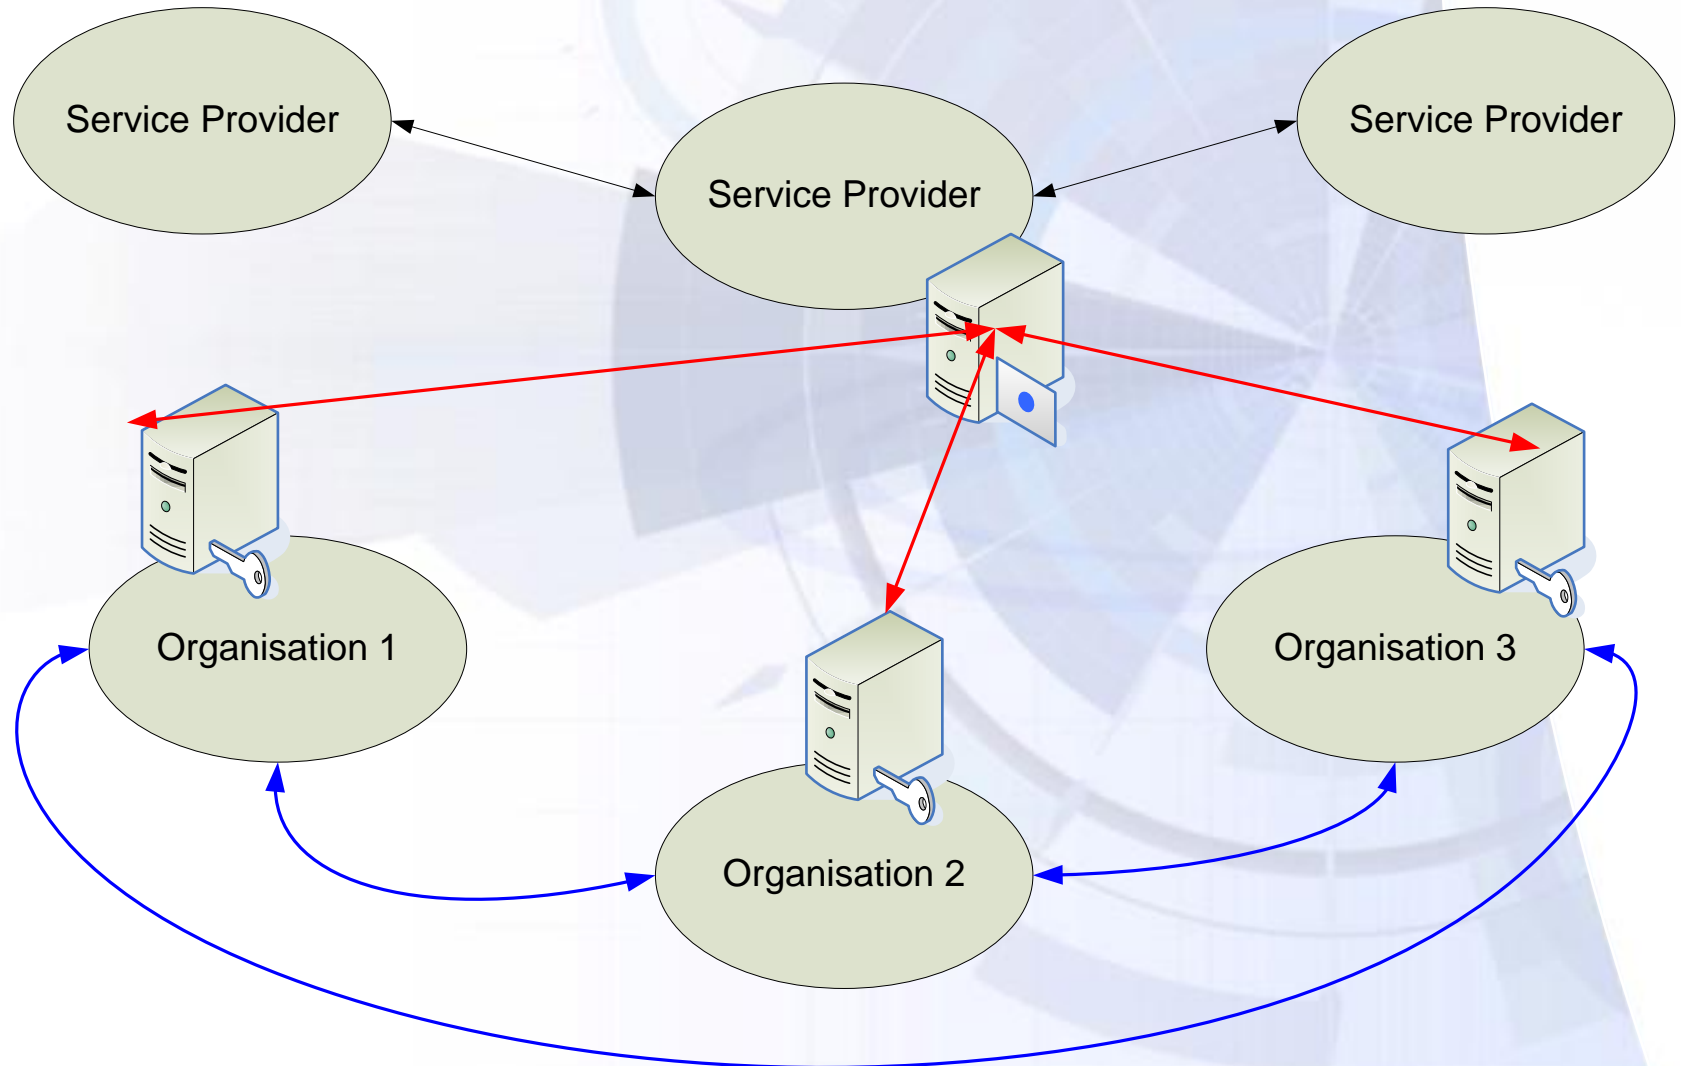 Service Provider
Service Provider
Service Provider
Organisation 1
Organisation 3
Organisation 2